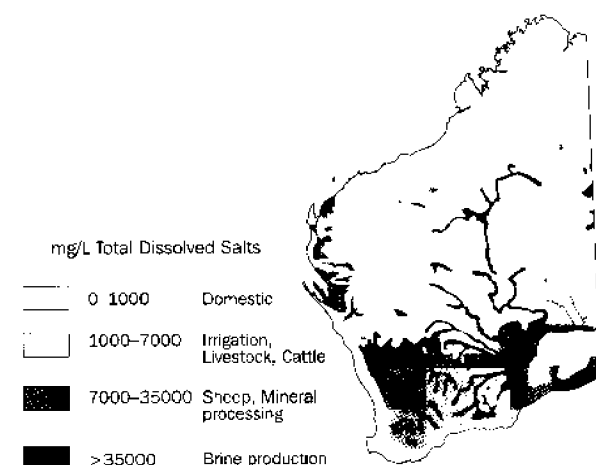 mg/L Total Dissolved Salts
0-1000 Domestic
1000–7000 Irrigation,
Livestock, Cattle
7000–35000 Sheep, Mineral
processing
>35000 Brine production